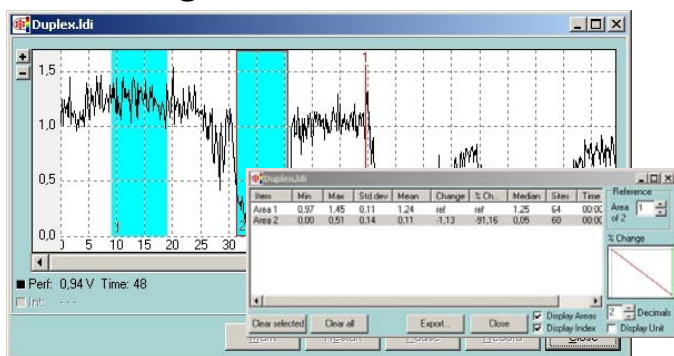 Duplex.ldi
1,5
1,0
0,5
0,0
5 10 15 20 25 30
1
2
1
Perf: 0,94 V Time: 48
Int: ---
Duplex.ldi
Item Min Max Std.dev Mean Change % Ch... Median Sites Time
Area 1 0,97 1,45 0,11 1,24 ref ref 1,25 64 00:0
Area 2 0,00 0,51 0,14 0,11 -1,13 -91,16 0,05 60 00:0
Reference
Area 1
of 2
% Change
2 Decimals
Display Unit
Clear selected Clear all Export... Close
Display Areas
Display Index